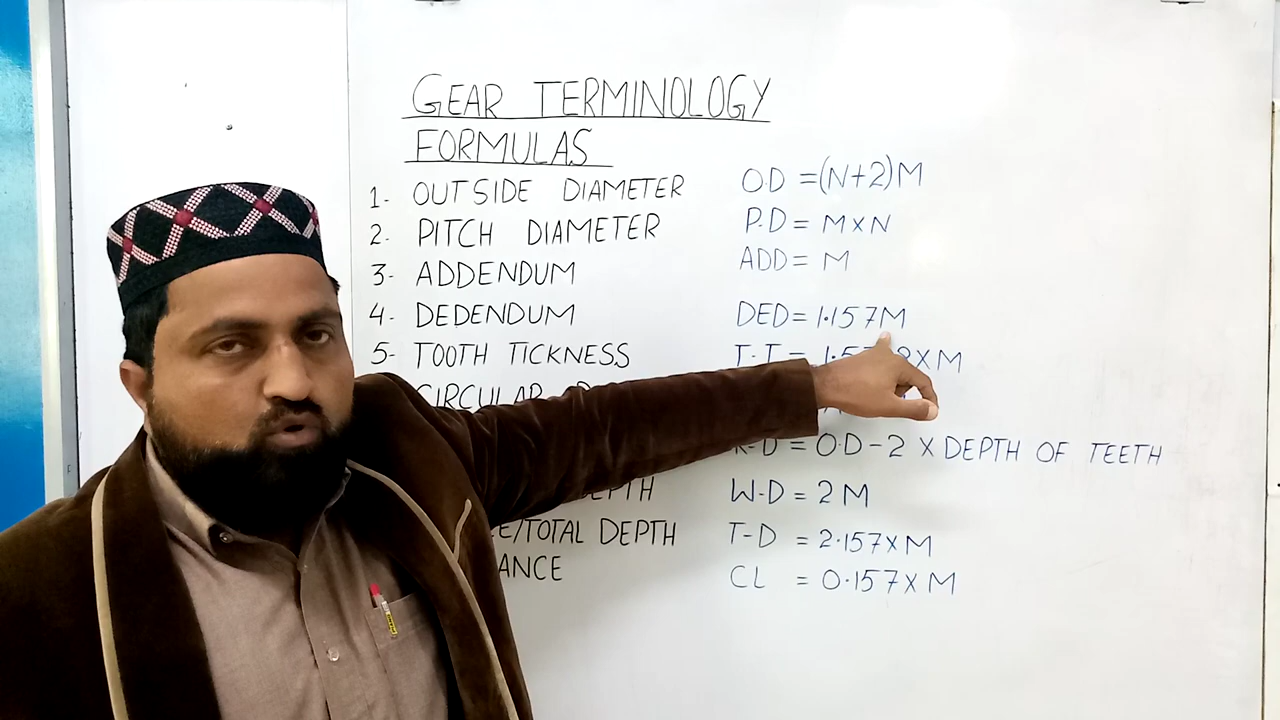 GEAR TERMINOLOGY
FORMULAS
1- OUTSIDE DIAMETER O.D =(N+2)M
2- PITCH DIAMETER P.D = M×N
3- ADDENDUM ADD = M
4- DEDENDUM DED = 1.157M
5- TOOTH TICKNESS T.T = ×M
CIRCULAR
-D = O.D-2 × DEPTH OF TEETH
W-D = 2M
/TOTAL DEPTH T-D = 2.157×M
CL = 0.157×M